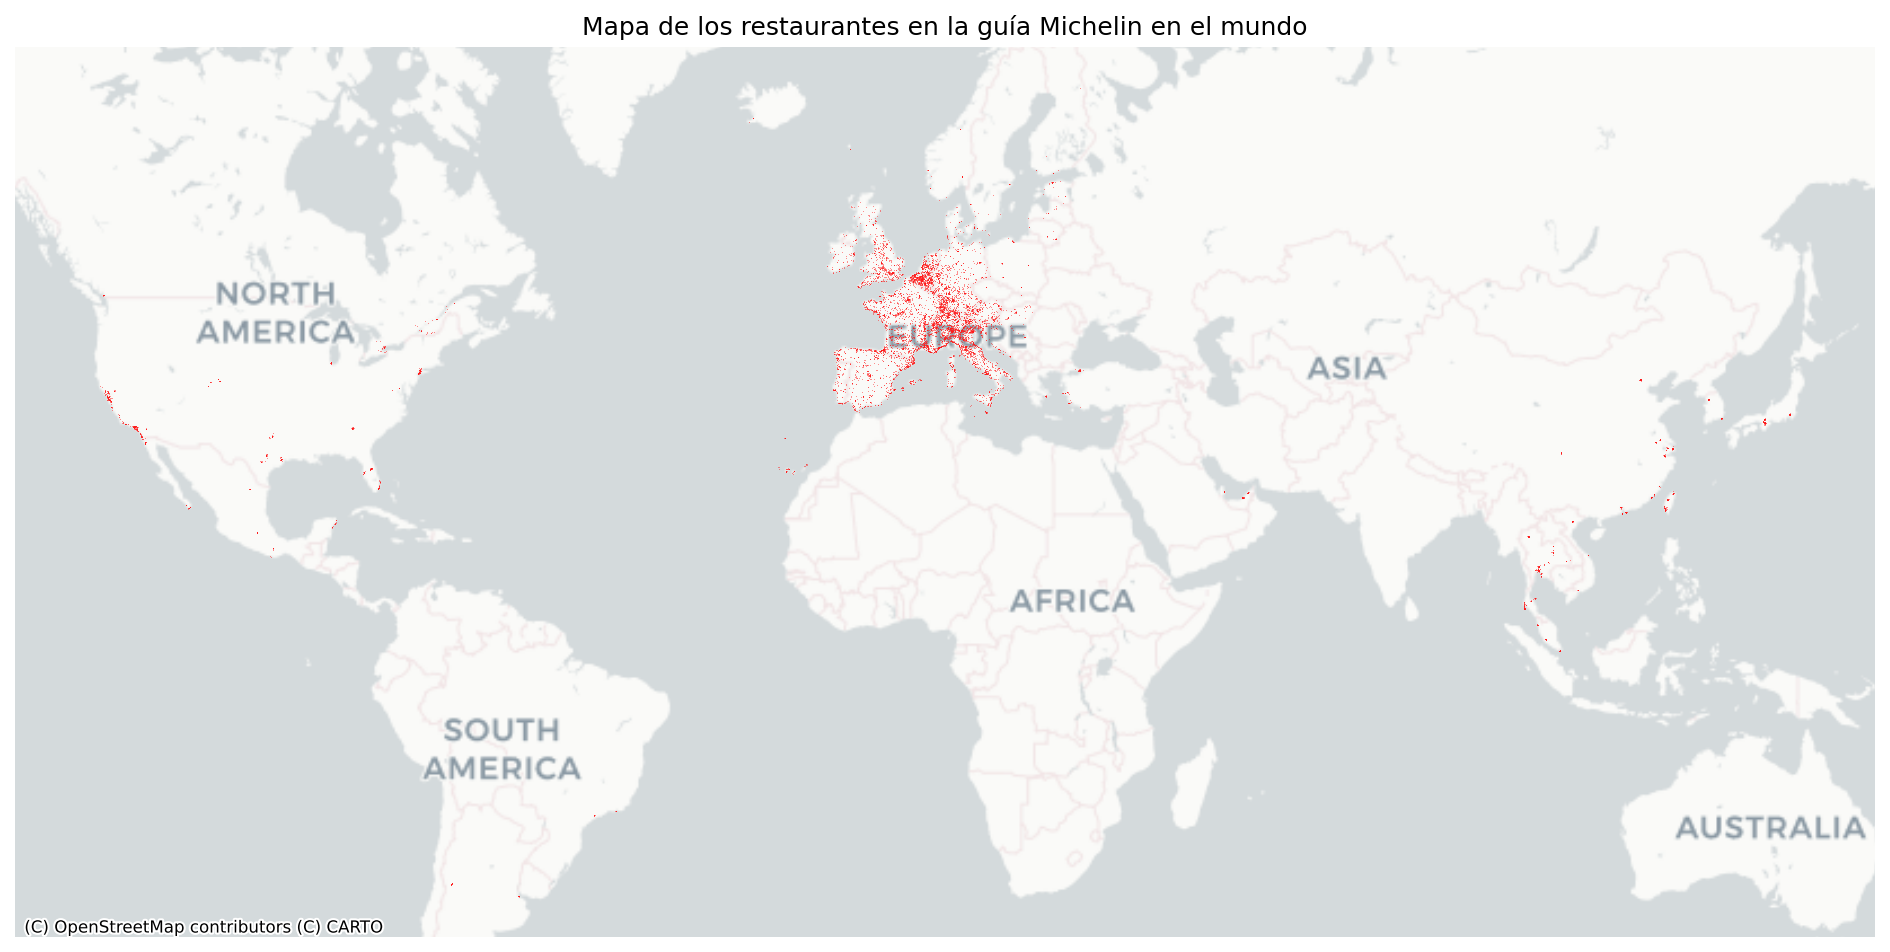 Mapa de los restaurantes en la guía Michelin en el mundo
NORTH
AMERICA
EUROPE
ASIA
AFRICA
SOUTH
AMERICA
AUSTRALIA
(C) OpenStreetMap contributors (C) CARTO